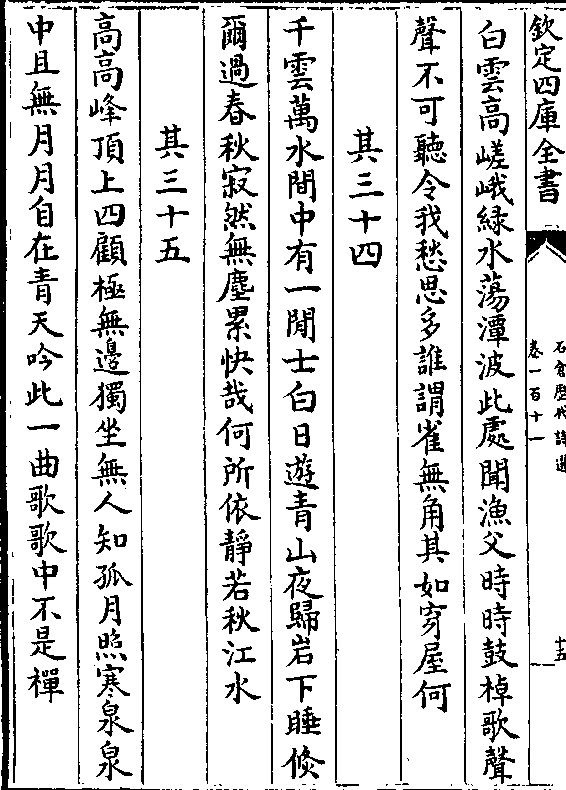 欽定四庫全書
石倉歷代詩選
卷一百十一
十五
白雲高嵯峨緑水蕩潭波此處聞漁父時時鼓棹歌聲
聲不可聽令我愁思多誰謂雀無角其如穿屋何
其三十四
千雲萬水間中有一閒士白日遊青山夜歸岩下睡倐
爾過春秋寂然無塵累快哉何所依靜若秋江水
其三十五
高高峰頂上四顧極無邊獨坐無人知孤月照寒泉泉
中且無月月自在青天吟此一曲歌歌中不是禪